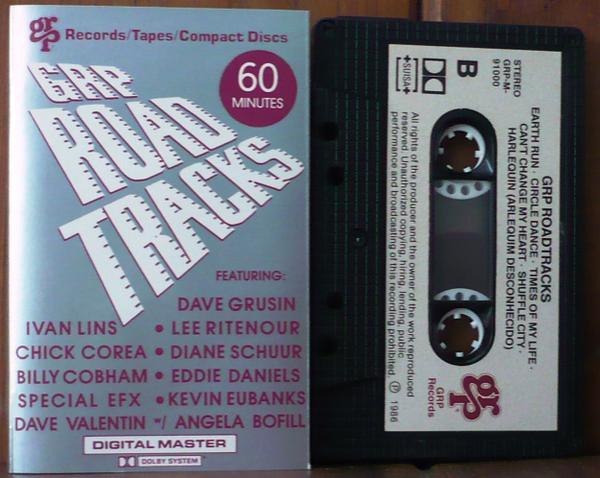 grp Records/Tapes/Compact Discs
60
MINUTES
GRP
ROAD
TRACKS
FEATURING:
DAVE GRUSIN
IVAN LINS • LEE RITENOUR
CHICK COREA • DIANE SCHUUR
BILLY COBHAM • EDDIE DANIELS
SPECIAL EFX • KEVIN EUBANKS
DAVE VALENTIN w/ ANGELA BOFILL
DIGITAL MASTER
DOLBY SYSTEM™
STEREO
GRP-M-
91000
B
SUISA
GRP ROADTRACKS
EARTH RUN · CIRCLE DANCE · TIMES OF MY LIFE ·
CAN'T CHANGE MY HEART · SHUFFLE CITY ·
HARLEQUIN (ARLEQUIM DESCONHECIDO)
All rights of the producer and the owner of the work reproduced
reserved. Unauthorized copying, hiring, lending, public
performance and broadcasting of this recording prohibited. ℗ 1986
grp
GRP
Records